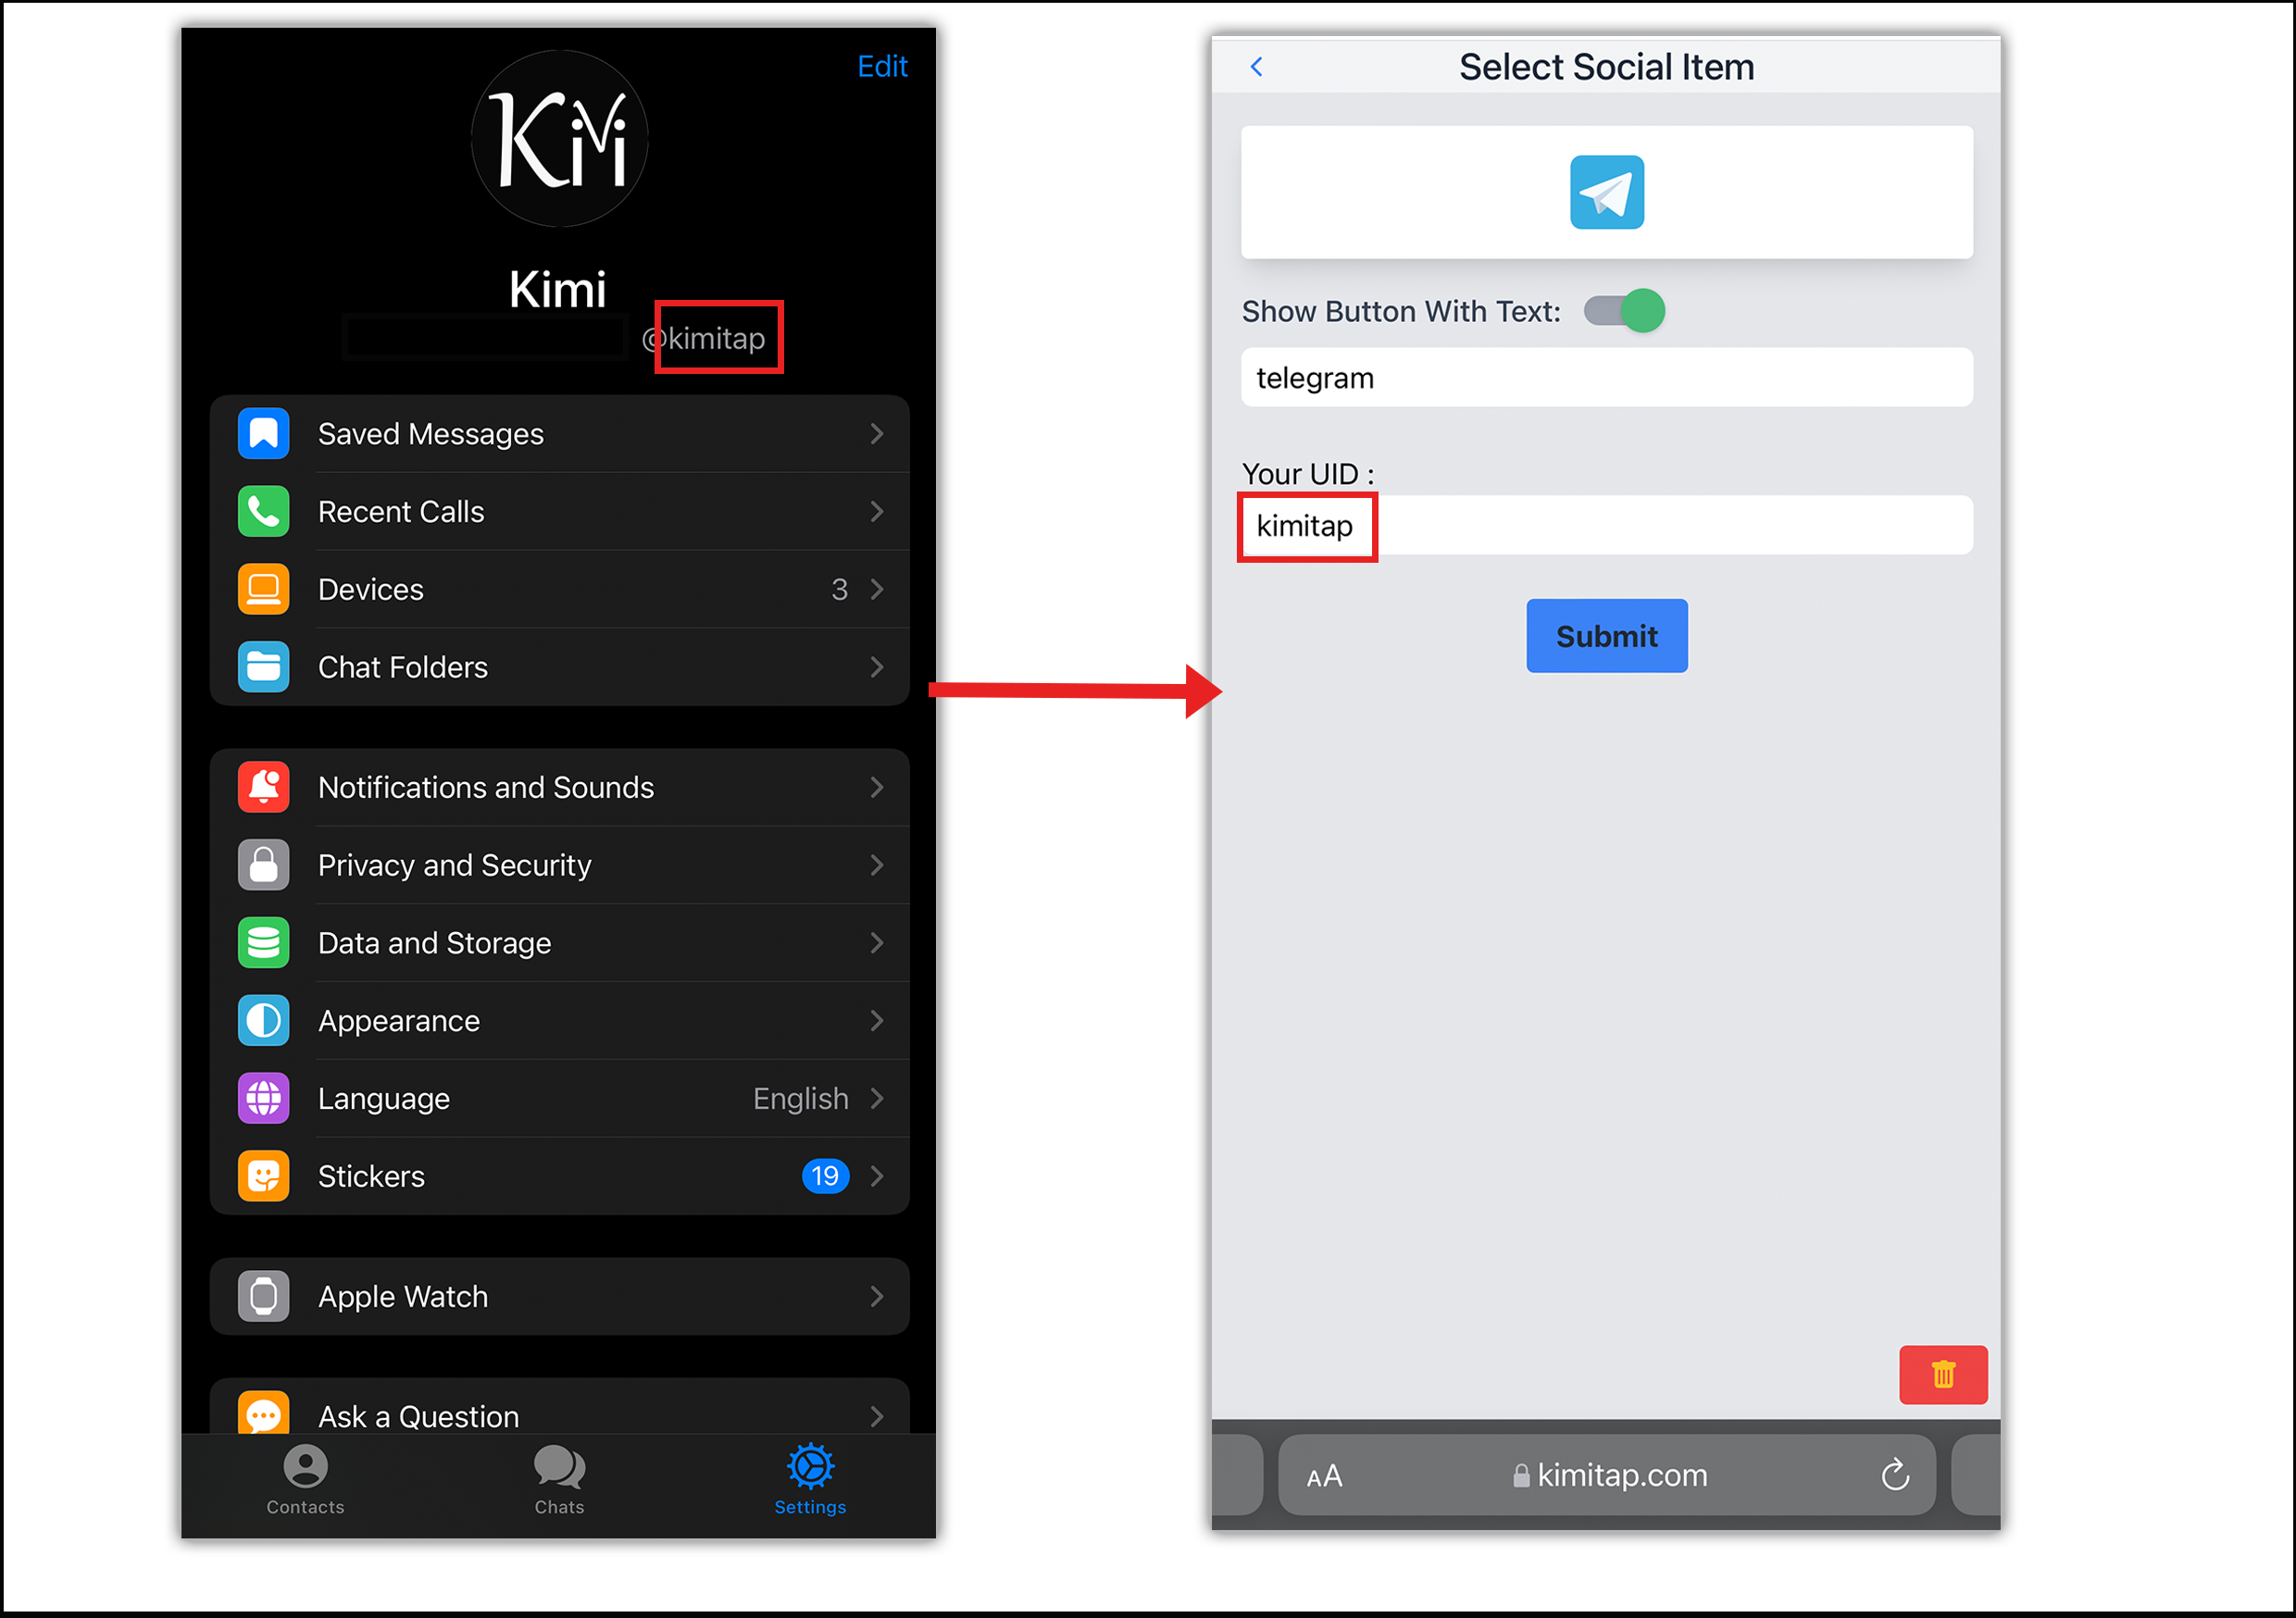 Edit
KiMi
Kimi
@kimitap
Saved Messages
Recent Calls
Devices 3
Chat Folders
Notifications and Sounds
Privacy and Security
Data and Storage
Appearance
Language English
Stickers 19
Apple Watch
Ask a Question
Contacts Chats Settings
Select Social Item
Show Button With Text:
telegram
Your UID :
kimitap
Submit
AA kimitap.com